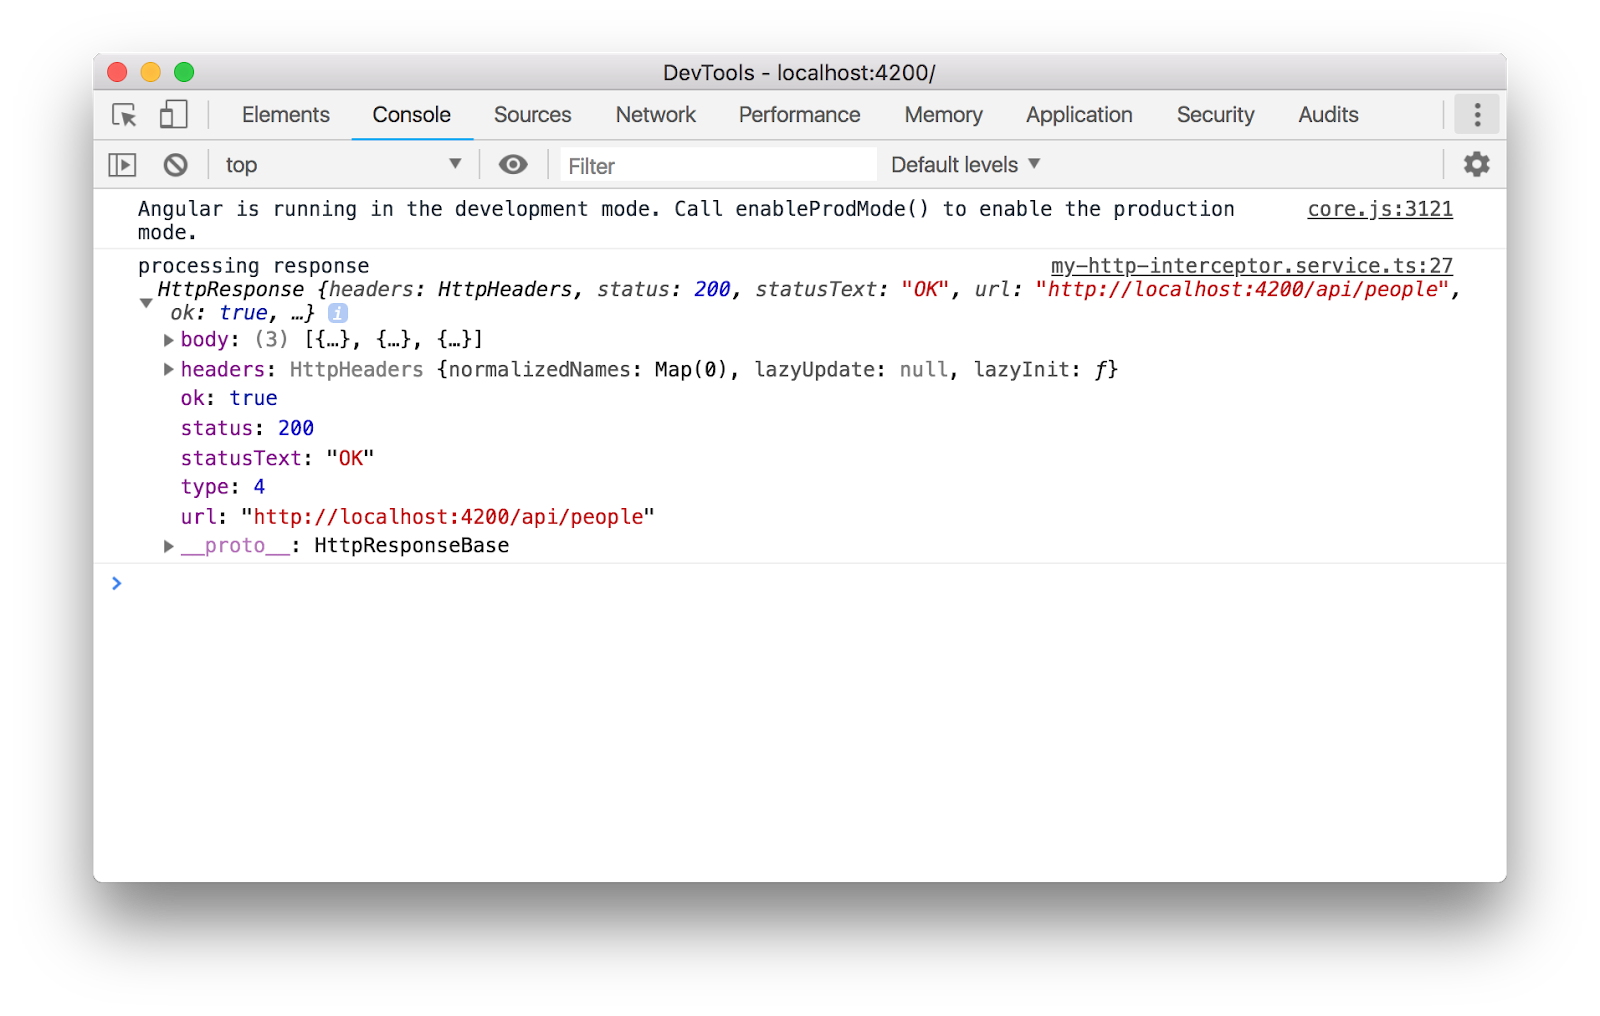 DevTools - localhost:4200/
Elements Console Sources Network Performance Memory Application Security Audits
top Filter Default levels
Angular is running in the development mode. Call enableProdMode() to enable the production core.js:3121
mode.
processing response my-http-interceptor.service.ts:27
HttpResponse {headers: HttpHeaders, status: 200, statusText: "OK", url: "http://localhost:4200/api/people",
ok: true, …} i
body: (3) [{…}, {…}, {…}]
headers: HttpHeaders {normalizedNames: Map(0), lazyUpdate: null, lazyInit: ƒ}
ok: true
status: 200
statusText: "OK"
type: 4
url: "http://localhost:4200/api/people"
__proto__: HttpResponseBase